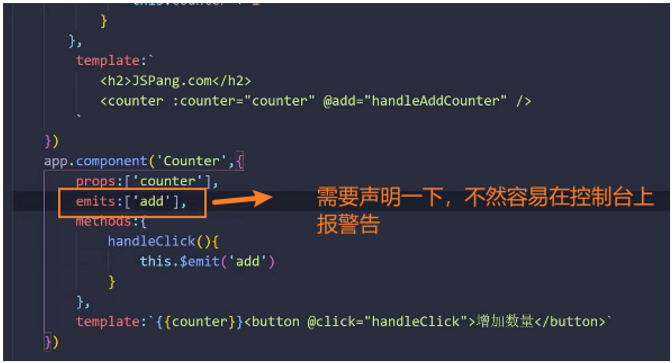 this.counter + 1
}
},
template:`
<h2>JSPang.com</h2>
<counter :counter="counter" @add="handleAddCounter" />
`
})
app.component('Counter',{
props:['counter'],
emits:['add'],
需要声明一下，不然容易在控制台上
报警告
methods:{
handleClick(){
this.$emit('add')
}
},
template:`{{counter}}<button @click="handleClick">增加数量</button>`
})